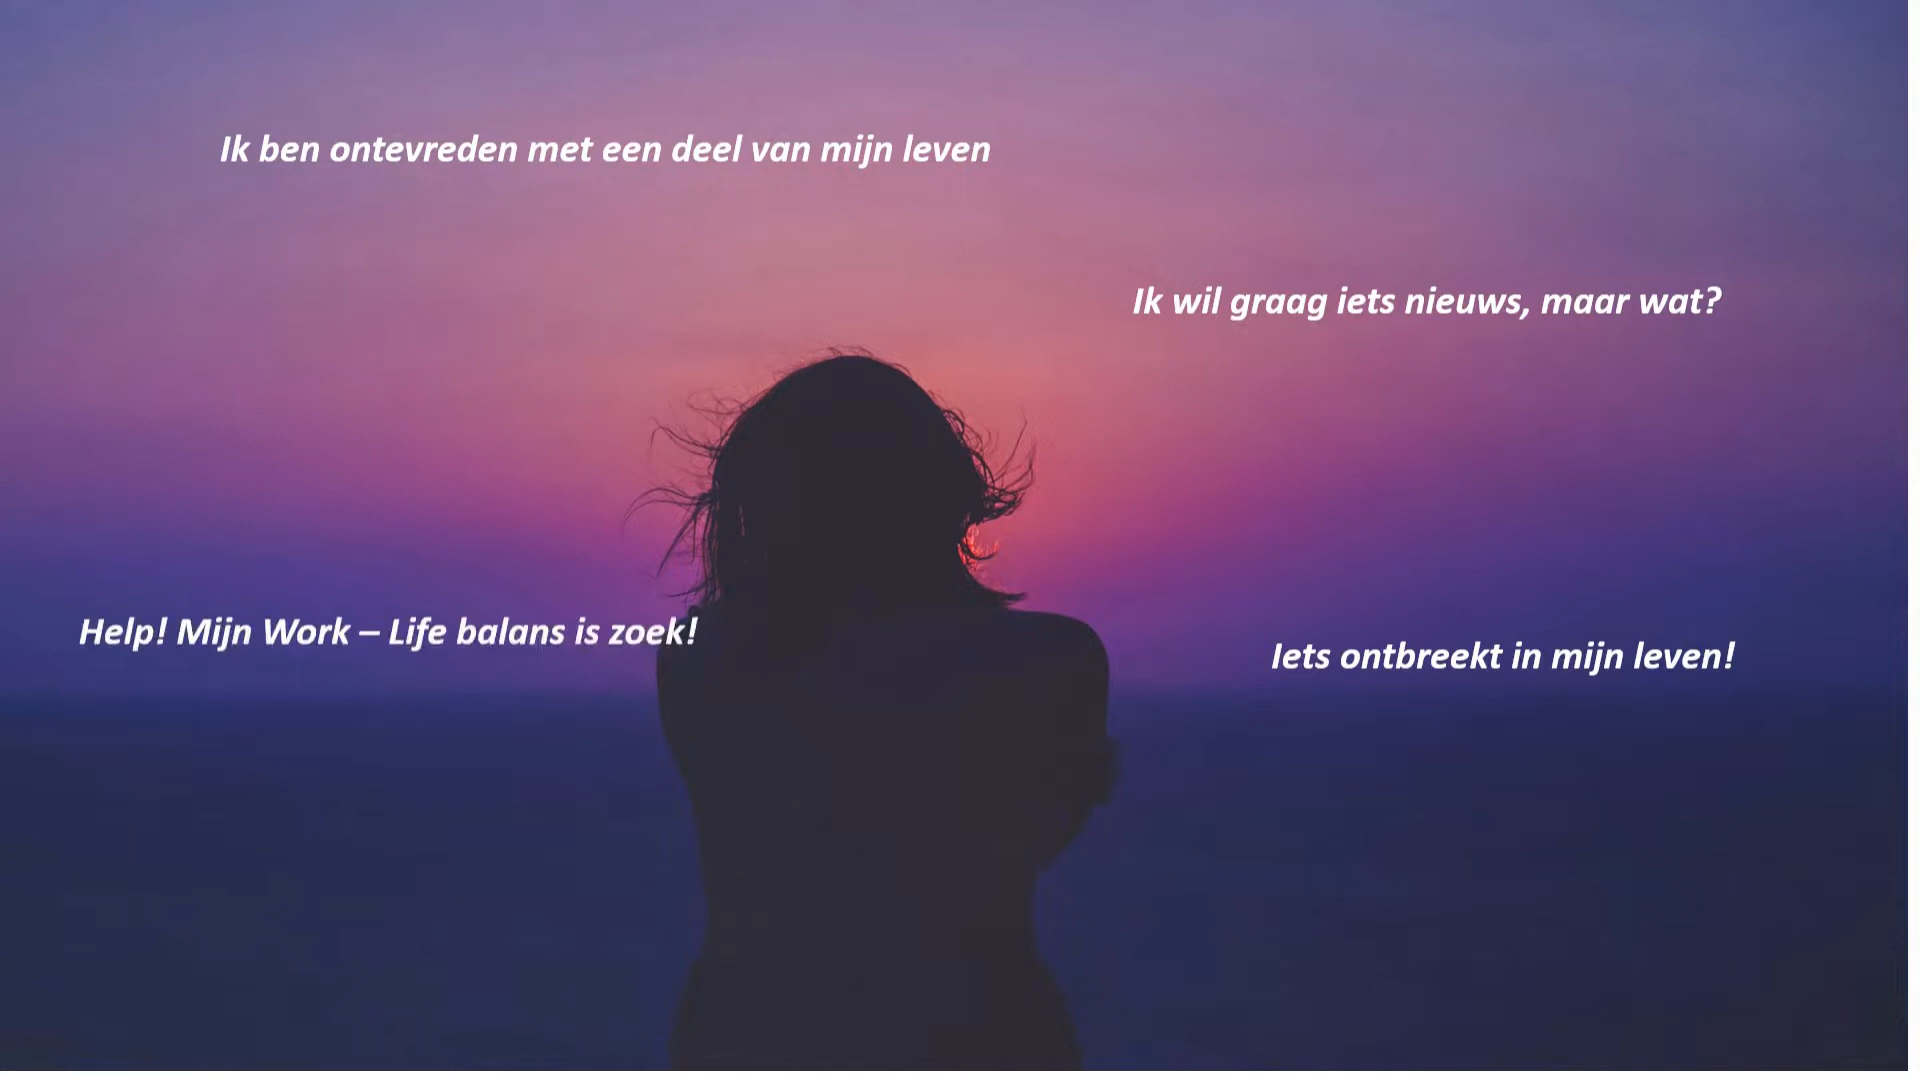 Ik ben ontevreden met een deel van mijn leven
Ik wil graag iets nieuws, maar wat?
Help! Mijn Work – Life balans is zoek!
Iets ontbreekt in mijn leven!